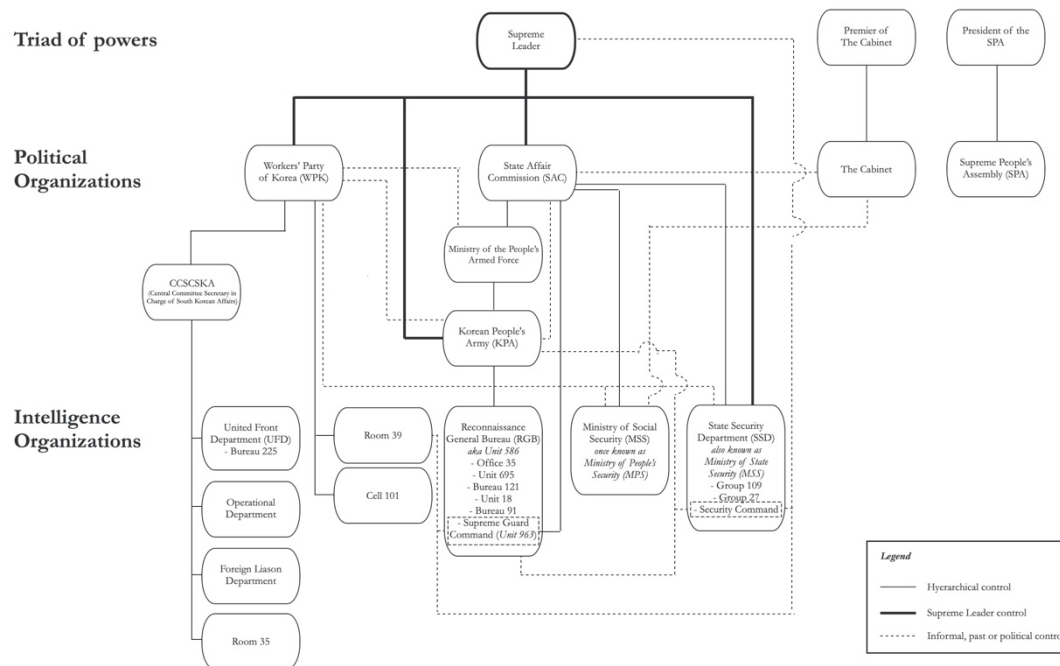 Triad of powers
Supreme
Leader
Premier of
The Cabinet
President of the
SPA
Political
Organizations
Workers' Party
of Korea (WPK)
State Affair
Commission (SAC)
The Cabinet
Supreme People's
Assembly (SPA)
Ministry of the People's
Armed Force
CCSCSKA
(Central Committee Secretary in
Charge of South Korean Affairs)
Korean People's
Army (KPA)
Intelligence
Organizations
United Front
Department (UFD)
- Bureau 225
Operational
Department
Foreign Liason
Department
Room 35
Room 39
Cell 101
Reconnaissance
General Bureau (RGB)
aka Unit 586
- Office 35
- Unit 695
- Bureau 121
- Unit 18
- Bureau 91
- Supreme Guard
Command (Unit 963)
Ministry of Social
Security (MSS)
once known as
Ministry of People's
Security (MPS)
State Security
Department (SSD)
also known as
Ministry of State
Security (MSS)
- Group 109
- Group 27
- Security Command
Legend
Hyerarchical control
Supreme Leader control
Informal, past or political control